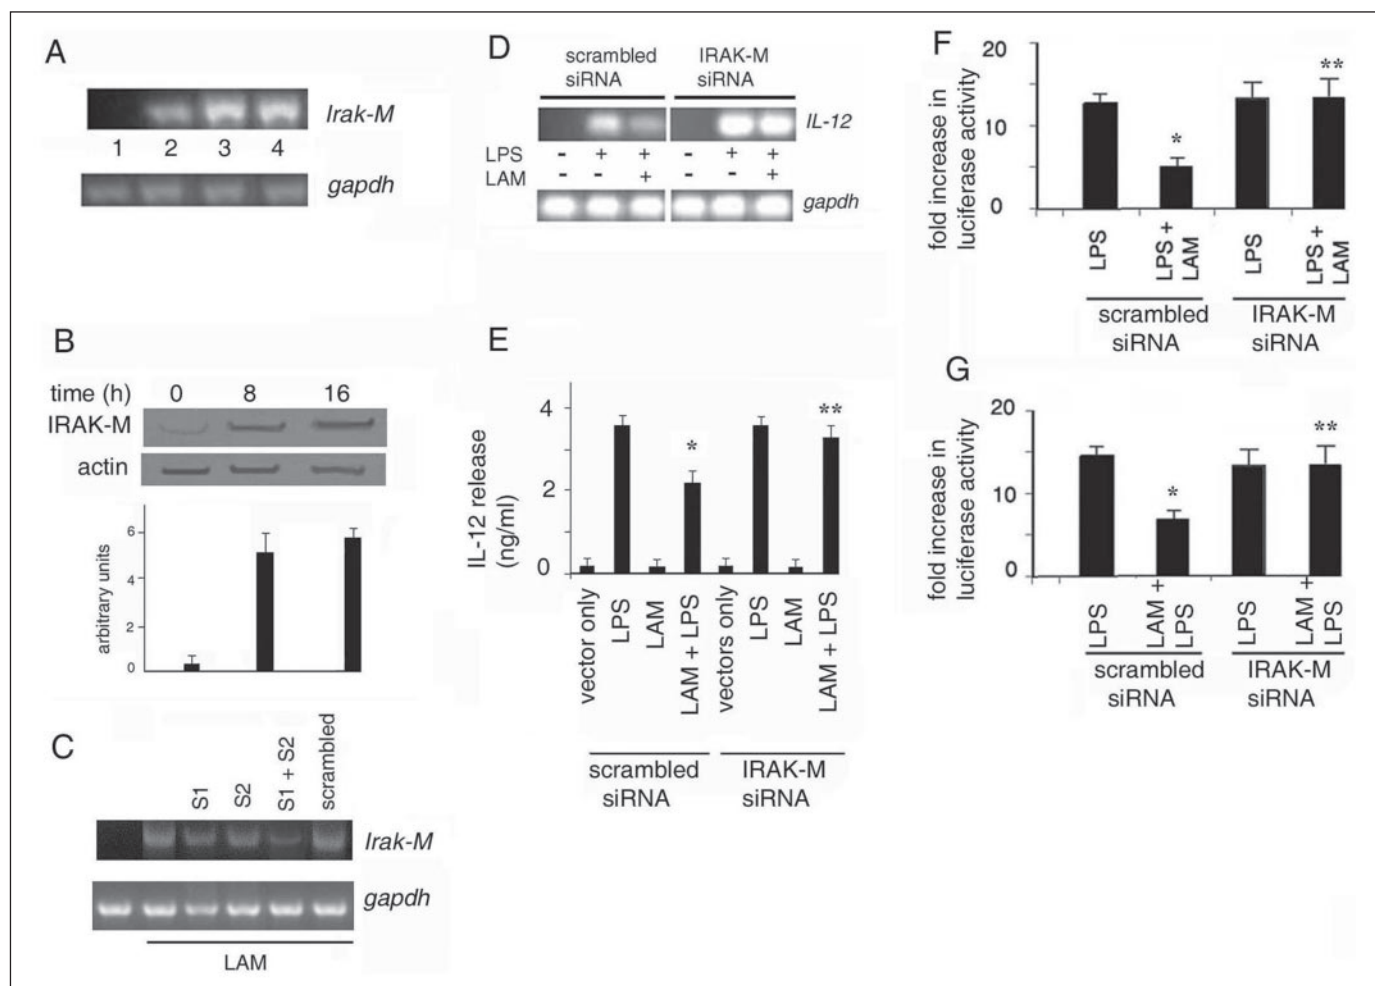 A
Irak-M
1 2 3 4
gapdh
B
time (h) 0 8 16
IRAK-M
actin
arbitrary units
6
4
2
0
C
S1
S2
S1 + S2
scrambled
Irak-M
gapdh
LAM
D
scrambled
siRNA
IRAK-M
siRNA
IL-12
LPS - + + - + +
LAM - - + - - +
gapdh
E
IL-12 release
(ng/ml)
4
2
0
*
**
vector only
LPS
LAM
LAM + LPS
vectors only
LPS
LAM
LAM + LPS
scrambled
siRNA
IRAK-M
siRNA
F
fold increase in
luciferase activity
20
10
0
*
**
LPS
LPS +
LAM
LPS
LPS +
LAM
scrambled
siRNA
IRAK-M
siRNA
G
fold increase in
luciferase activity
20
10
0
*
**
LPS
LAM +
LPS
LPS
LAM +
LPS
scrambled
siRNA
IRAK-M
siRNA